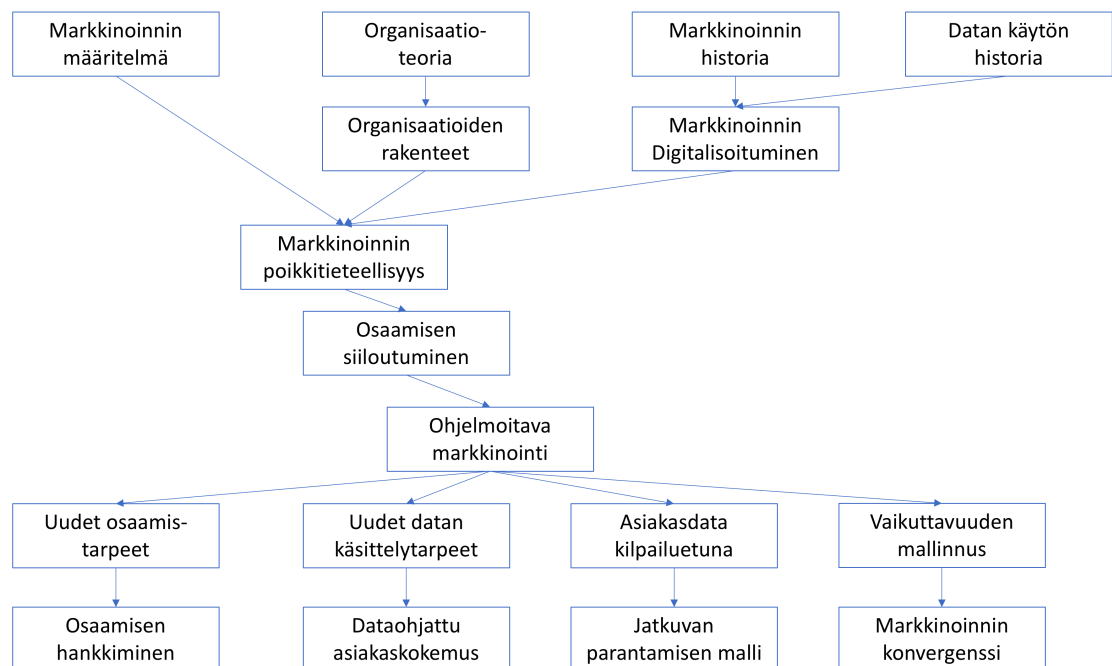 Markkinoinnin
määritelmä
Organisaatio-
teoria
Markkinoinnin
historia
Datan käytön
historia
Organisaatioiden
rakenteet
Markkinoinnin
Digitalisoituminen
Markkinoinnin
poikkitieteellisyys
Osaamisen
siiloutuminen
Ohjelmoitava
markkinointi
Uudet osaamis-
tarpeet
Uudet datan
käsittelytarpeet
Asiakasdata
kilpailuetuna
Vaikuttavuuden
mallinnus
Osaamisen
hankkiminen
Dataohjattu
asiakaskokemus
Jatkuvan
parantamisen malli
Markkinoinnin
konvergenssi